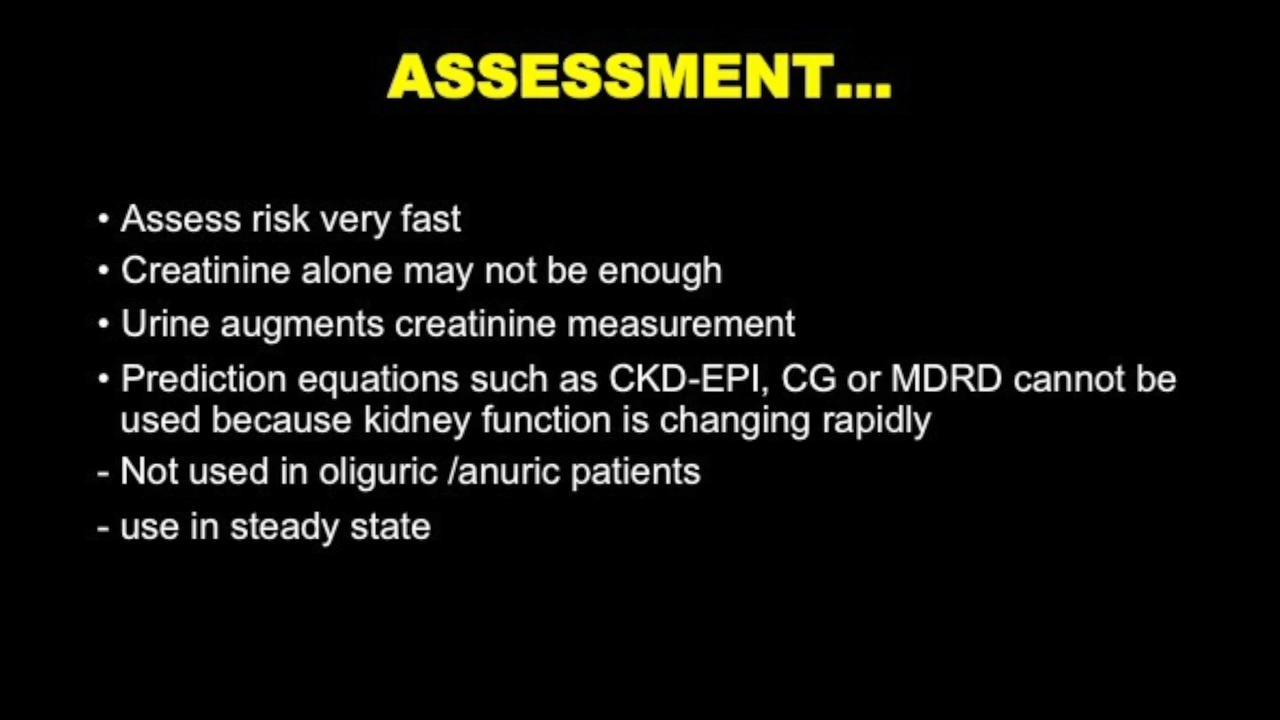 ASSESSMENT...
• Assess risk very fast
• Creatinine alone may not be enough
• Urine augments creatinine measurement
• Prediction equations such as CKD-EPI, CG or MDRD cannot be
used because kidney function is changing rapidly
- Not used in oliguric /anuric patients
- use in steady state